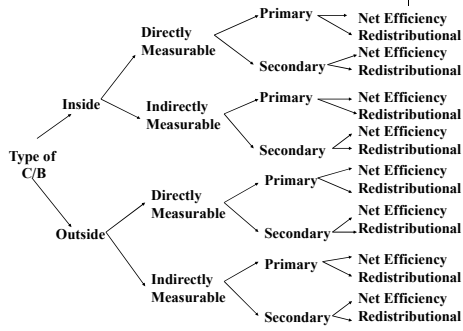 Type of
C/B
Inside
Directly
Measurable
Primary
Net Efficiency
Redistributional
Secondary
Net Efficiency
Redistributional
Indirectly
Measurable
Primary
Net Efficiency
Redistributional
Secondary
Net Efficiency
Redistributional
Outside
Directly
Measurable
Primary
Net Efficiency
Redistributional
Secondary
Net Efficiency
Redistributional
Indirectly
Measurable
Primary
Net Efficiency
Redistributional
Secondary
Net Efficiency
Redistributional